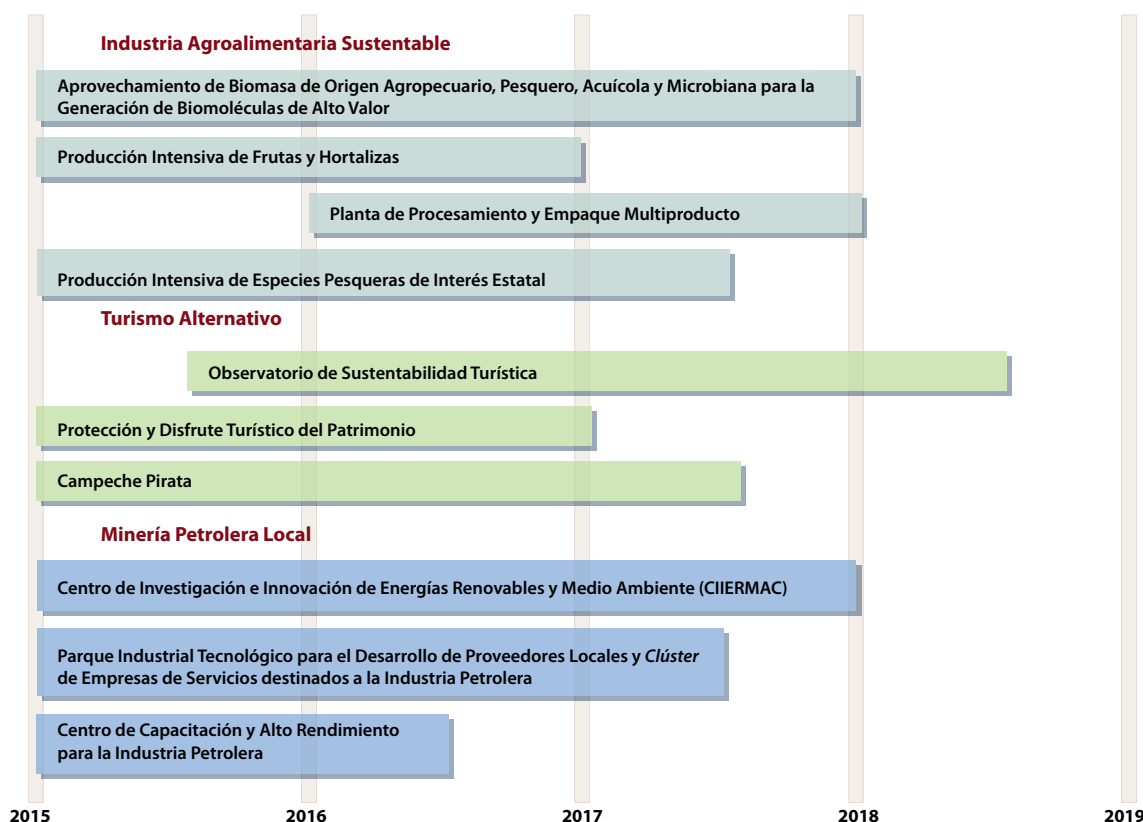 Industria Agroalimentaria Sustentable
Aprovechamiento de Biomasa de Origen Agropecuario, Pesquero, Acuícola y Microbiana para la
Generación de Biomoléculas de Alto Valor
Producción Intensiva de Frutas y Hortalizas
Planta de Procesamiento y Empaque Multiproducto
Producción Intensiva de Especies Pesqueras de Interés Estatal
Turismo Alternativo
Observatorio de Sustentabilidad Turística
Protección y Disfrute Turístico del Patrimonio
Campeche Pirata
Minería Petrolera Local
Centro de Investigación e Innovación de Energías Renovables y Medio Ambiente (CIIERMAC)
Parque Industrial Tecnológico para el Desarrollo de Proveedores Locales y Clúster
de Empresas de Servicios destinados a la Industria Petrolera
Centro de Capacitación y Alto Rendimiento
para la Industria Petrolera
2015 2016 2017 2018 2019